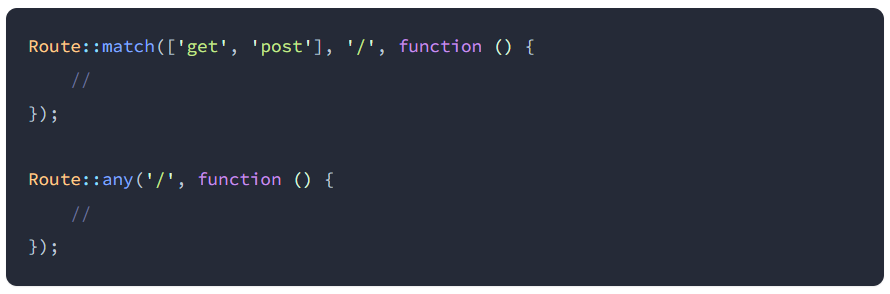 Route::match(['get', 'post'], '/', function () {
    //
});

Route::any('/', function () {
    //
});